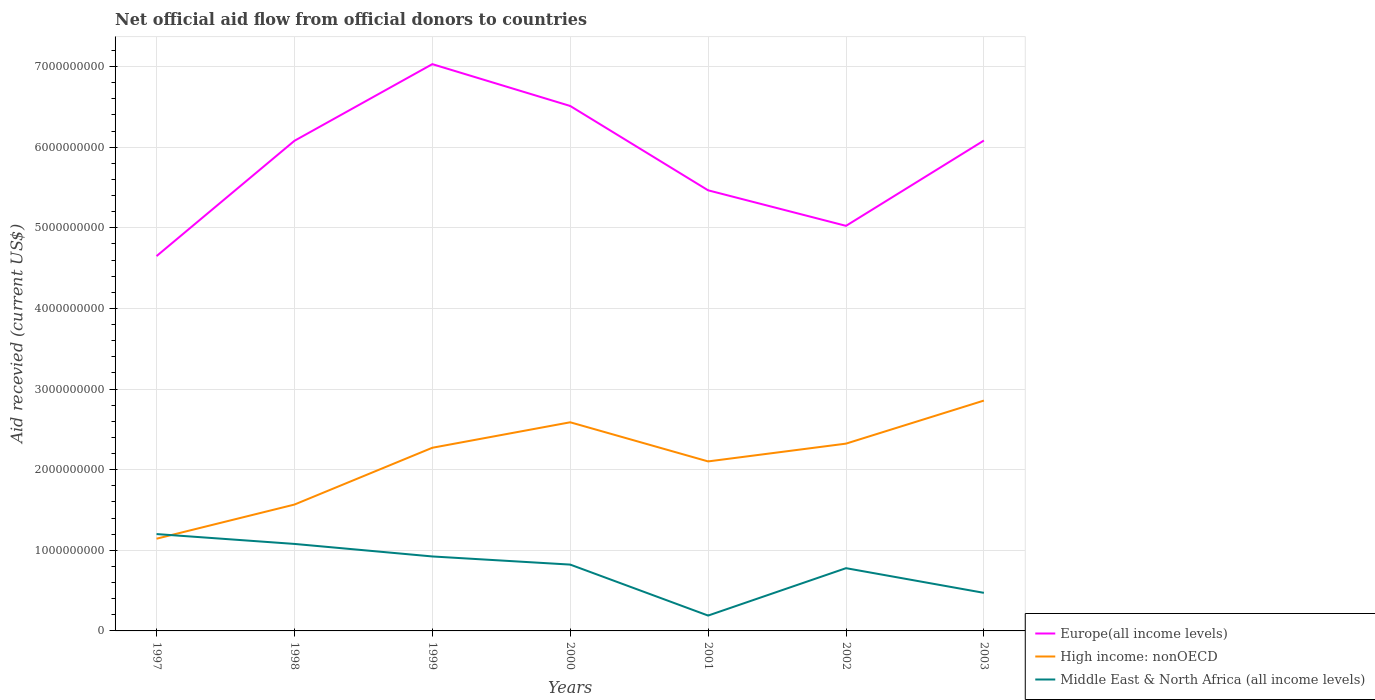 Net official aid flow from official donors to countries
Aid recevied (current US$)
7000000000
6000000000
5000000000
4000000000
3000000000
2000000000
1000000000
0
1997
1998
1999
2000
2001
2002
2003
Years
Europe(all income levels)
High income: nonOECD
Middle East & North Africa (all income levels)